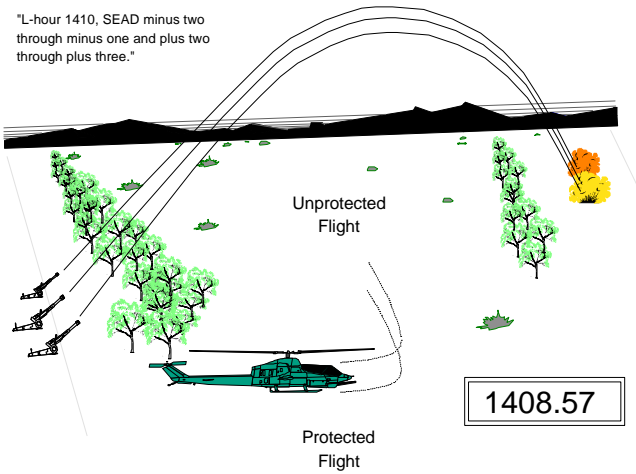 "L-hour 1410, SEAD minus two
through minus one and plus two
through plus three."
Unprotected
Flight
1408.57
Protected
Flight